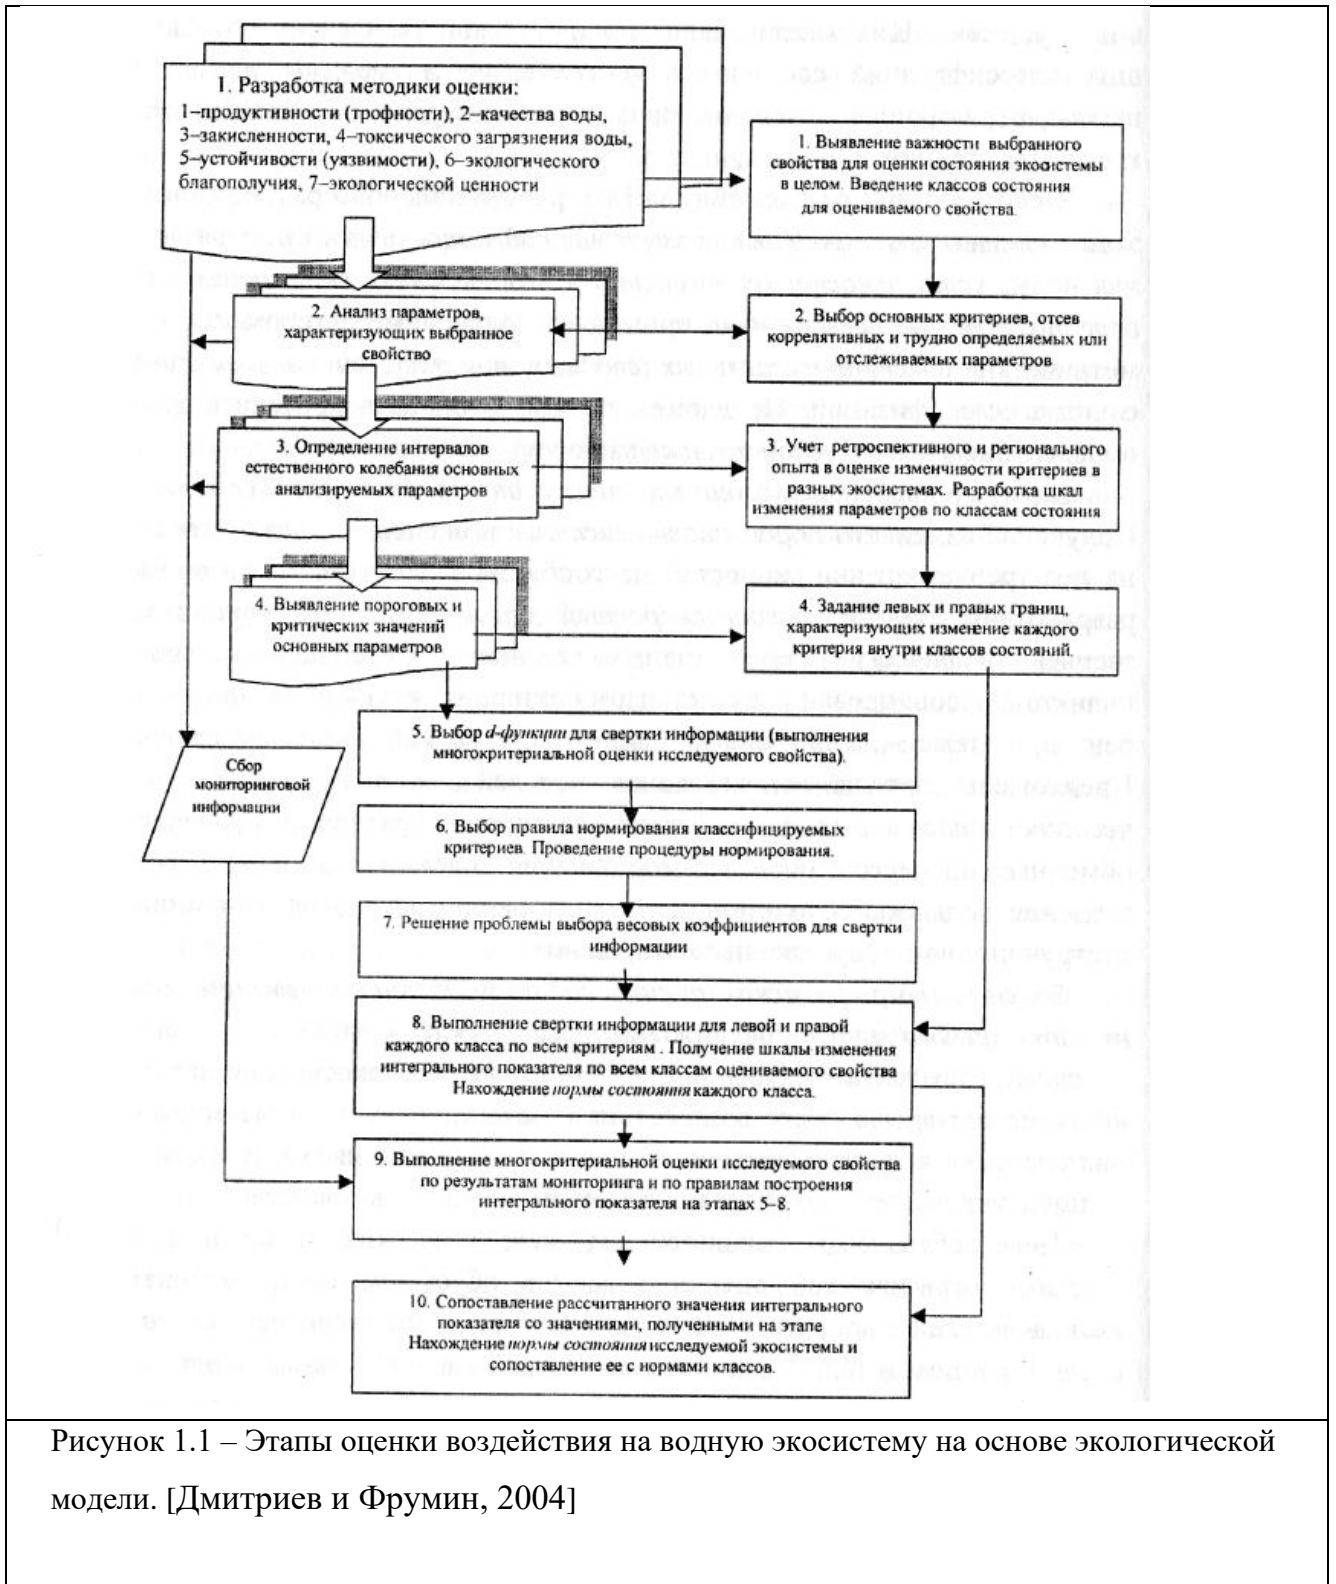 1. Разработка методики оценки:
1–продуктивности (трофности), 2–качества воды,
3–закисленности, 4–токсического загрязнения воды,
5–устойчивости (уязвимости), 6–экологического
благополучия, 7–экологической ценности
1. Выявление важности выбранного
свойства для оценки состояния экосистемы
в целом. Введение классов состояния
для оцениваемого свойства.
2. Анализ параметров,
характеризующих выбранное
свойство
2. Выбор основных критериев, отсев
коррелятивных и трудно определяемых или
отслеживаемых параметров
3. Определение интервалов
естественного колебания основных
анализируемых параметров
3. Учет ретроспективного и регионального
опыта в оценке изменчивости критериев в
разных экосистемах. Разработка шкал
изменения параметров по классам состояния
4. Выявление пороговых и
критических значений
основных параметров
4. Задание левых и правых границ,
характеризующих изменение каждого
критерия внутри классов состояний.
5. Выбор d-функции для свертки информации (выполнения
многокритериальной оценки исследуемого свойства).
Сбор
мониторинговой
информации
6. Выбор правила нормирования классифицируемых
критериев. Проведение процедуры нормирования.
7. Решение проблемы выбора весовых коэффициентов для свертки
информации
8. Выполнение свертки информации для левой и правой
каждого класса по всем критериям . Получение шкалы изменения
интегрального показателя по всем классам оцениваемого свойства
Нахождение нормы состояния каждого класса.
9. Выполнение многокритериальной оценки исследуемого свойства
по результатам мониторинга и по правилам построения
интегрального показателя на этапах 5–8.
10. Сопоставление рассчитанного значения интегрального
показателя со значениями, полученными на этапе
Нахождение нормы состояния исследуемой экосистемы и
сопоставление ее с нормами классов.
Рисунок 1.1 – Этапы оценки воздействия на водную экосистему на основе экологической
модели. [Дмитриев и Фрумин, 2004]